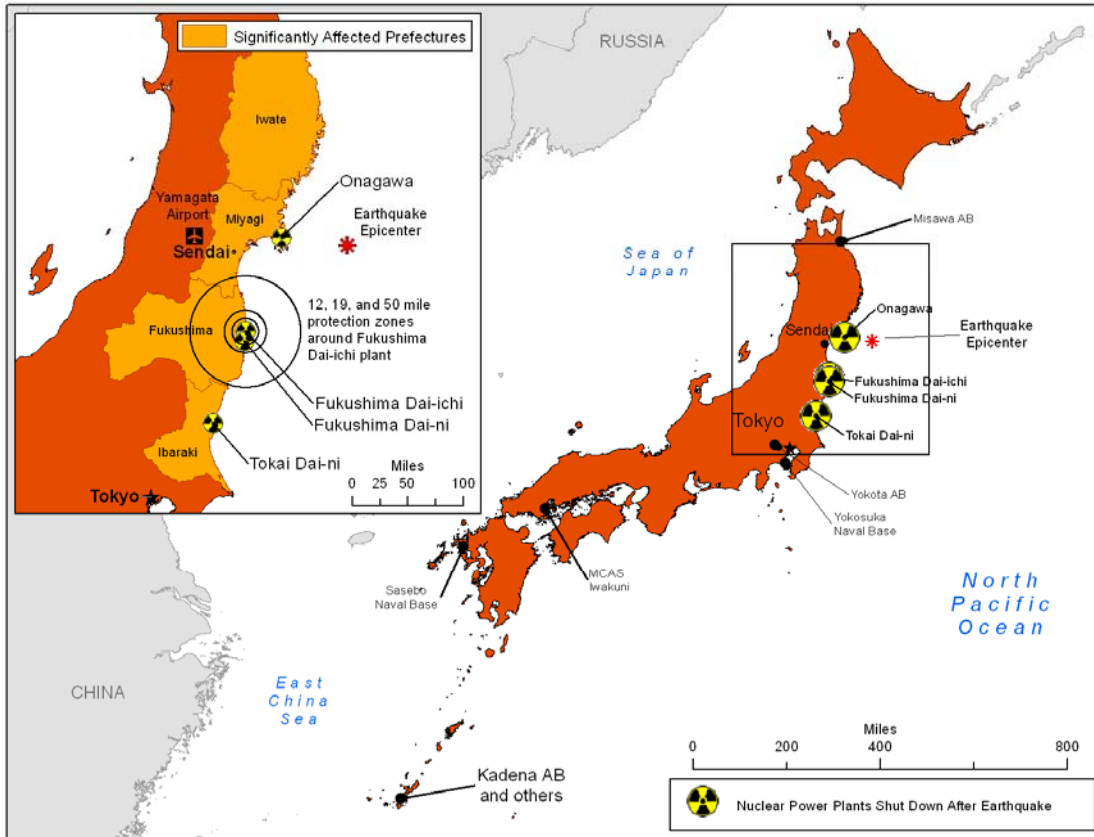 Significantly Affected Prefectures
Iwate
Onagawa
Yamagata
Airport
Miyagi
Earthquake
Epicenter
Sendai
12, 19, and 50 mile
protection zones
around Fukushima
Dai-ichi plant
Fukushima
Fukushima Dai-ichi
Fukushima Dai-ni
Tokai Dai-ni
Ibaraki
Miles
0 25 50 100
Tokyo
RUSSIA
Misawa AB
Sea of
Japan
Onagawa
Sendai
Earthquake
Epicenter
Fukushima Dai-ichi
Fukushima Dai-ni
Tokyo
Tokai Dai-ni
Yokota AB
Yokosuka
Naval Base
MCAS
Iwakuni
Sasebo
Naval Base
North
Pacific
Ocean
CHINA
East
China
Sea
Kadena AB
and others
Miles
0 200 400 800
Nuclear Power Plants Shut Down After Earthquake